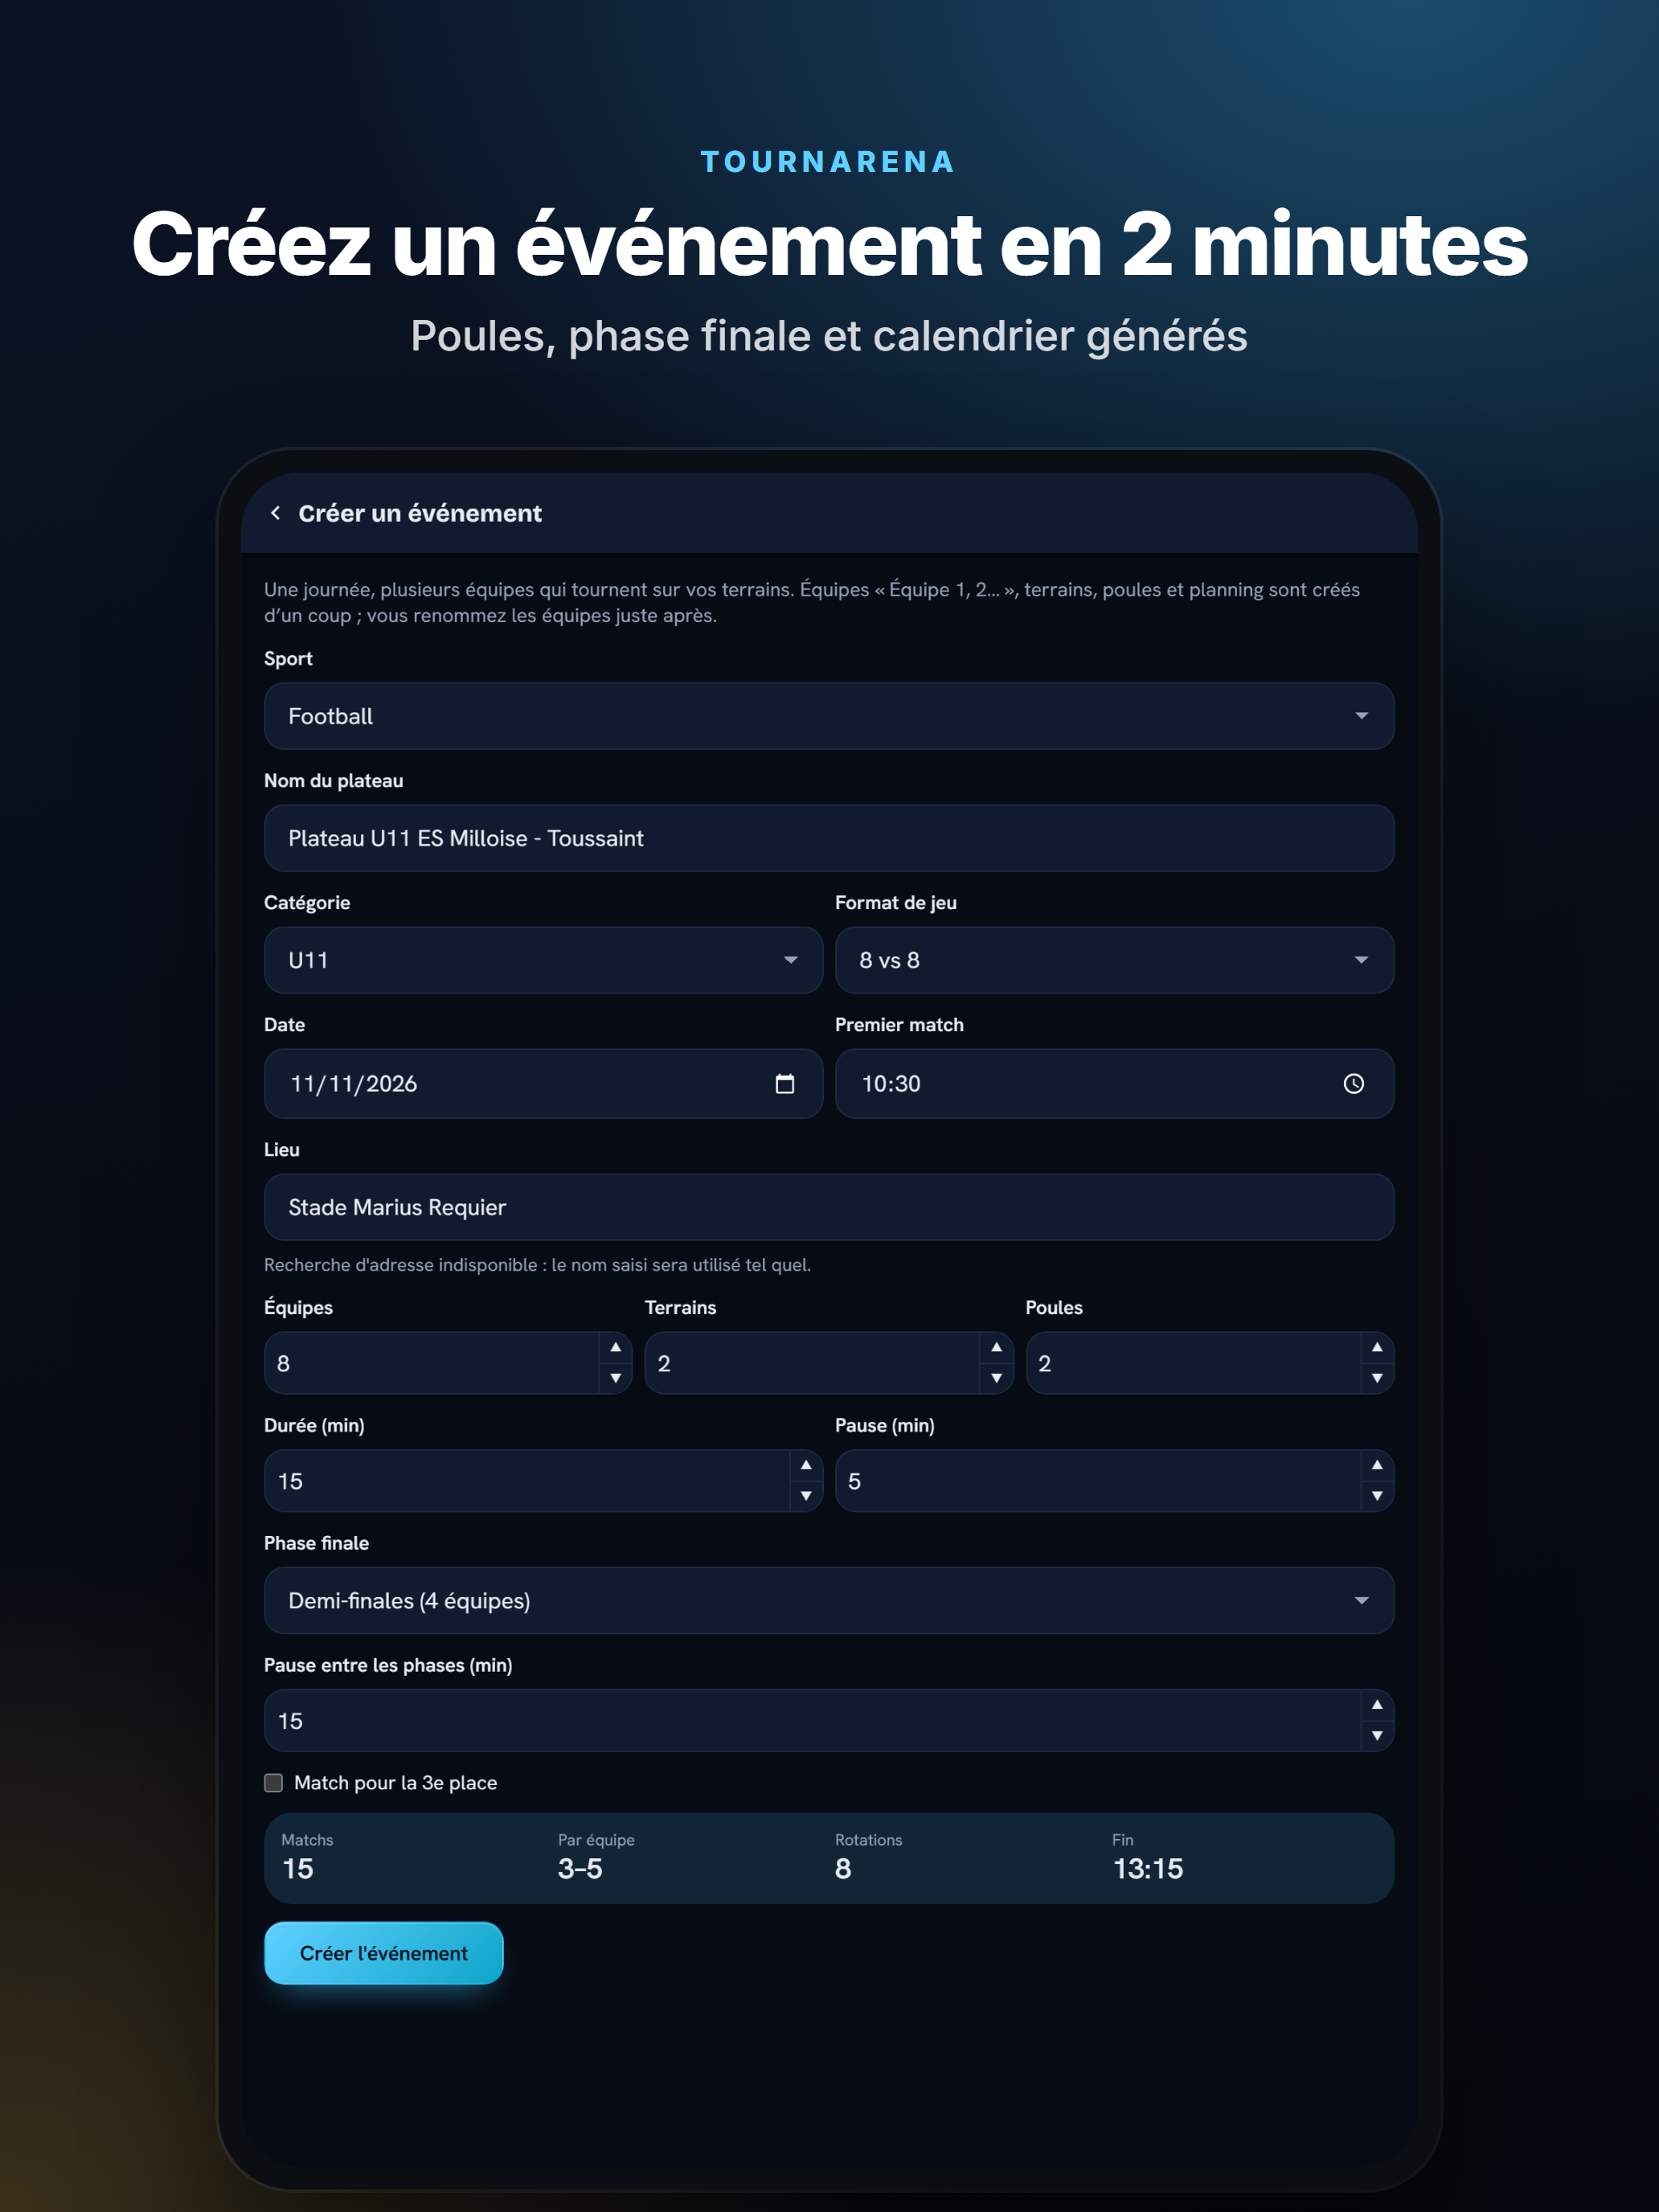 TOURNARENA
Créez un événement en 2 minutes
Poules, phase finale et calendrier générés
Créer un événement
Une journée, plusieurs équipes qui tournent sur vos terrains. Équipes « Équipe 1, 2… », terrains, poules et planning sont créés
d’un coup ; vous renommez les équipes juste après.
Sport
Football
Nom du plateau
Plateau U11 ES Milloise - Toussaint
Catégorie
Format de jeu
U11
8 vs 8
Date
Premier match
11/11/2026
10:30
Lieu
Stade Marius Requier
Recherche d'adresse indisponible : le nom saisi sera utilisé tel quel.
Équipes
Terrains
Poules
8
2
2
Durée (min)
Pause (min)
15
5
Phase finale
Demi-finales (4 équipes)
Pause entre les phases (min)
15
Match pour la 3e place
Matchs
Par équipe
Rotations
Fin
15
3–5
8
13:15
Créer l'événement